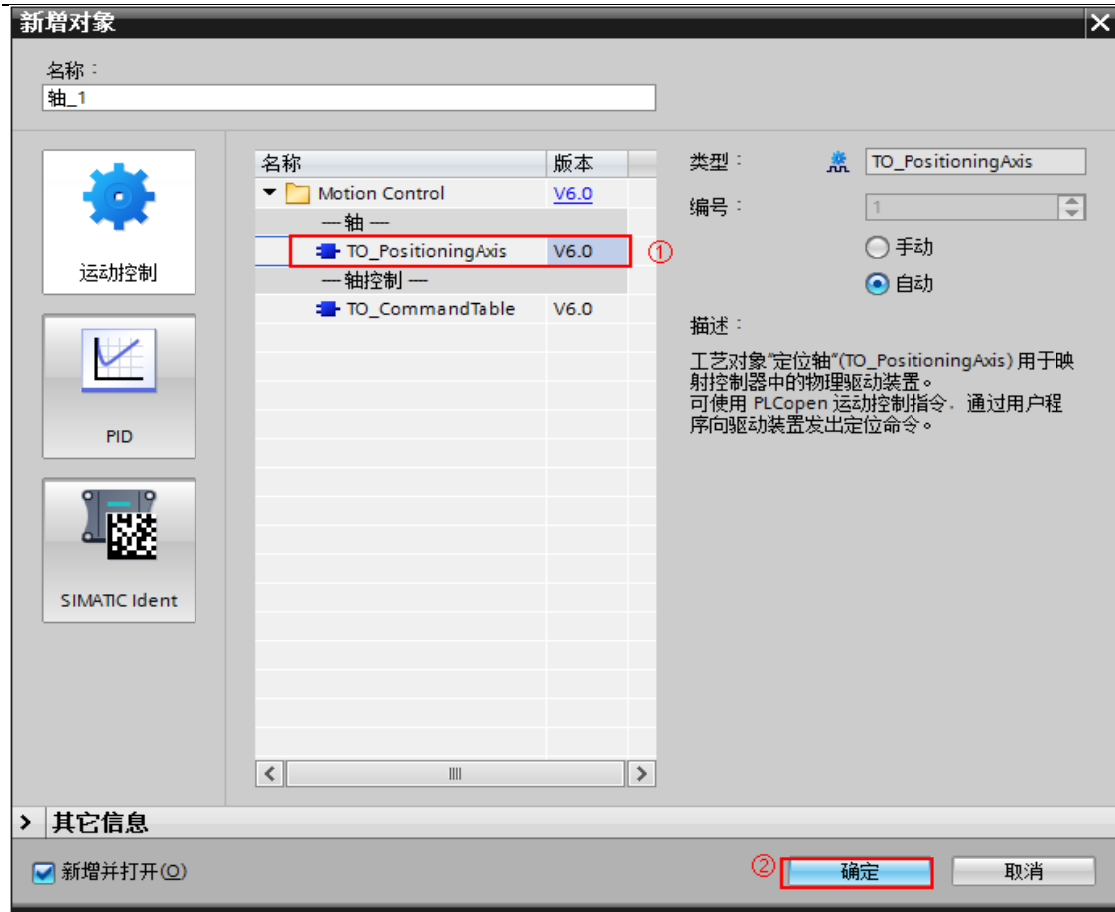 新增对象
名称：
轴_1
运动控制
PID
SIMATIC Ident
名称 版本
Motion Control V6.0
轴
TO_PositioningAxis V6.0 ①
轴控制
TO_CommandTable V6.0
类型： TO_PositioningAxis
编号： 1
手动
自动
描述：
工艺对象“定位轴”(TO_PositioningAxis) 用于映
射控制器中的物理驱动装置。
可使用 PLCopen 运动控制指令，通过用户程
序向驱动装置发出定位命令。
其它信息
新增并打开(O)
② 确定 取消